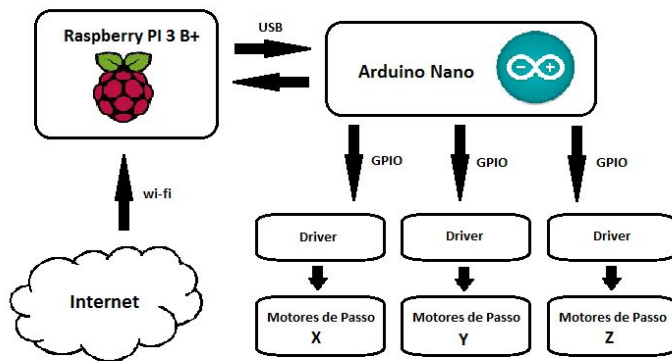 Raspberry PI 3 B+
USB
Arduino Nano
GPIO
GPIO
GPIO
wi-fi
Driver
Driver
Driver
Internet
Motores de Passo
X
Motores de Passo
Y
Motores de Passo
Z